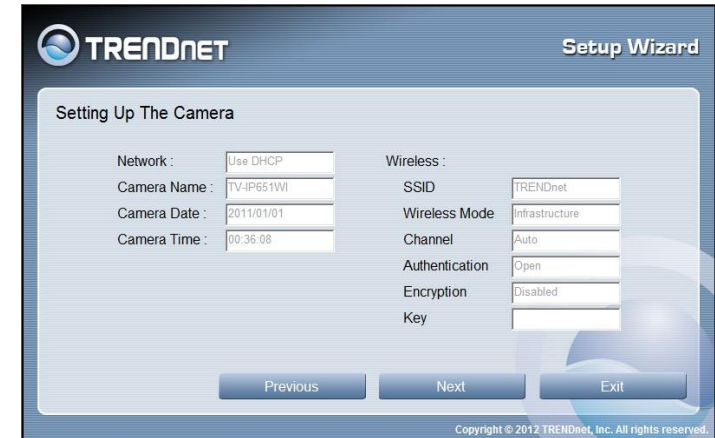 TRENDNET
Setup Wizard
Setting Up The Camera
Network : Use DHCP
Camera Name : TV-IP651WI
Camera Date : 2011/01/01
Camera Time : 00:36:08
Wireless :
SSID TRENDnet
Wireless Mode Infrastructure
Channel Auto
Authentication Open
Encryption Disabled
Key
Previous Next Exit
Copyright © 2012 TRENDnet, Inc. All rights reserved.